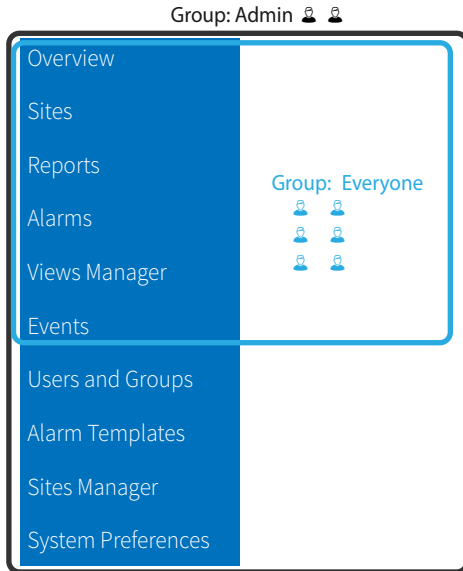 Group: Admin
Overview
Sites
Reports
Group: Everyone
Alarms
Views Manager
Events
Users and Groups
Alarm Templates
Sites Manager
System Preferences